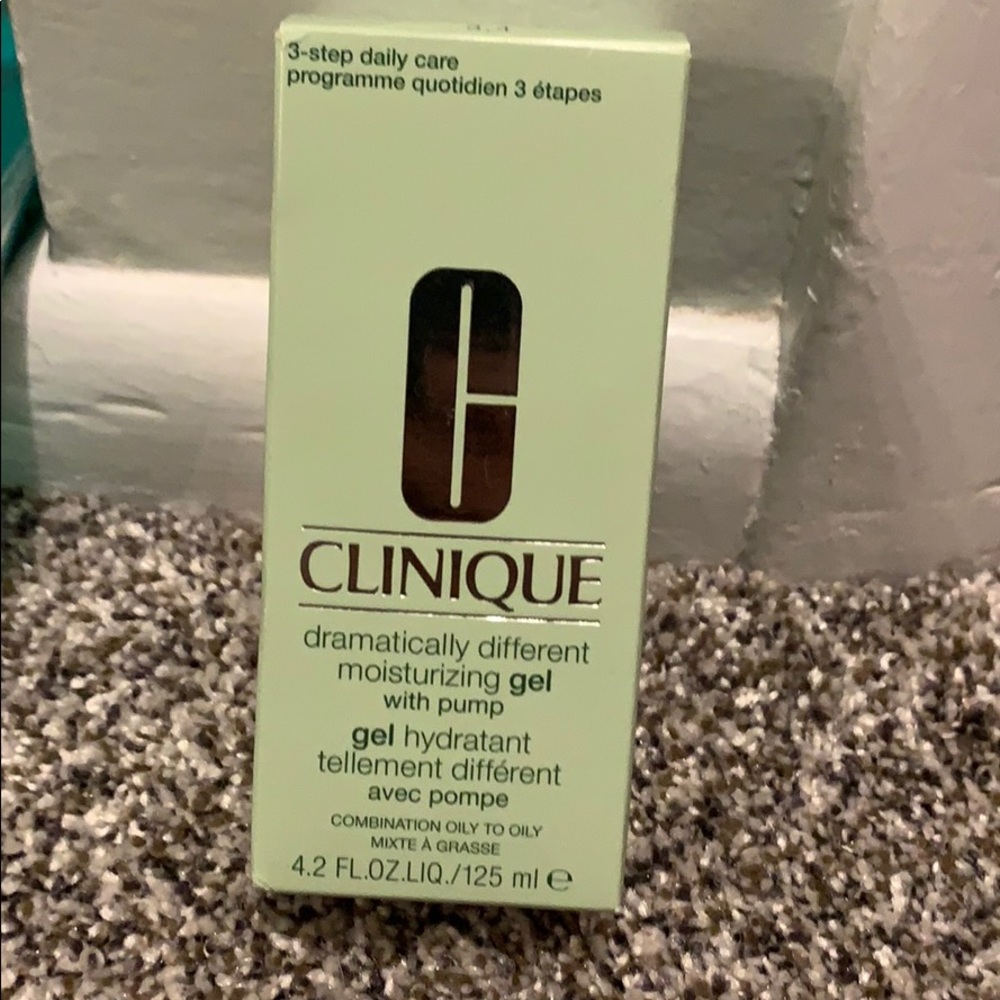 3-step daily care
programme quotidien 3 étapes
C
CLINIQUE
dramatically different
moisturizing gel
with pump
gel hydratant
tellement différent
avec pompe
COMBINATION OILY TO OILY
MIXTE À GRASSE
4.2 FL.OZ.LIQ./125 ml ℮